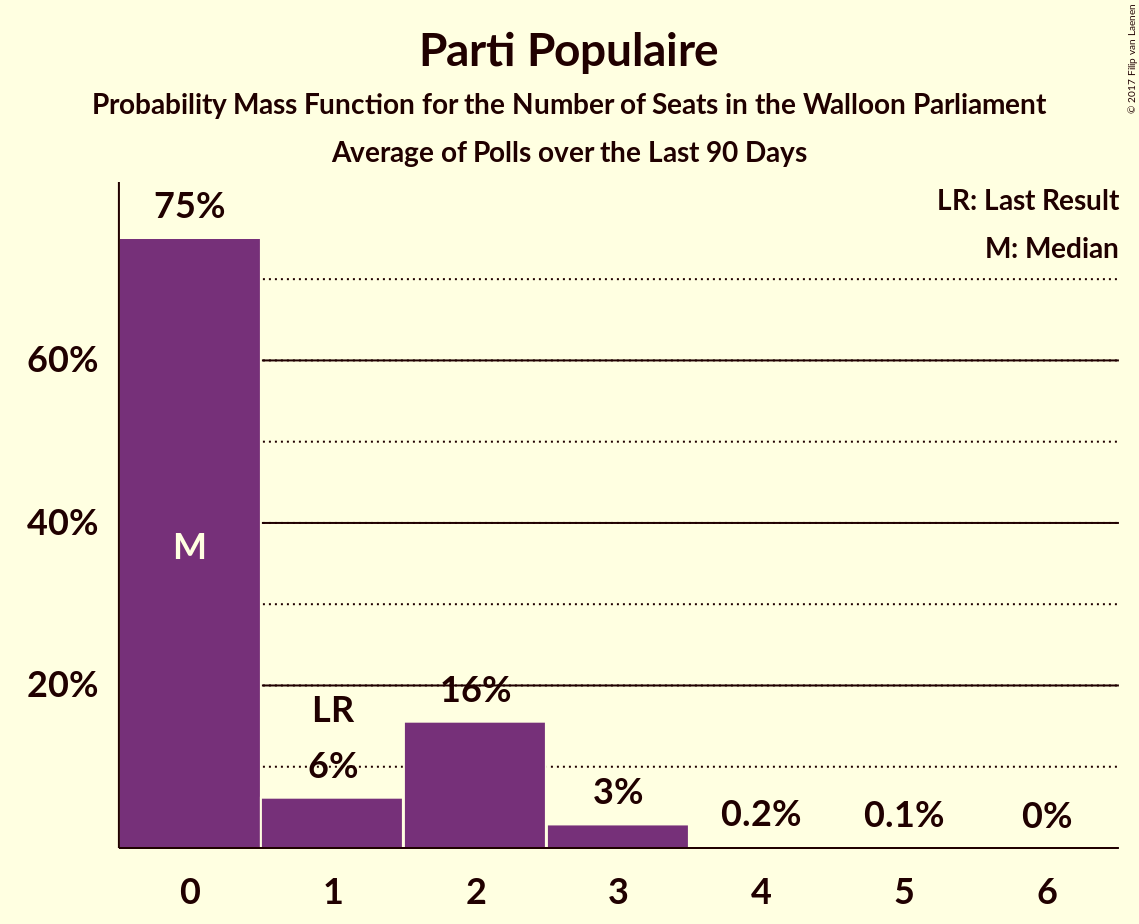 Parti Populaire
Probability Mass Function for the Number of Seats in the Walloon Parliament
Average of Polls over the Last 90 Days
© 2017 Filip van Laenen
LR: Last Result
M: Median
75%
60%
40%
M
20%
16%
LR
6%
3%
0.2%
0.1%
0%
0 1 2 3 4 5 6